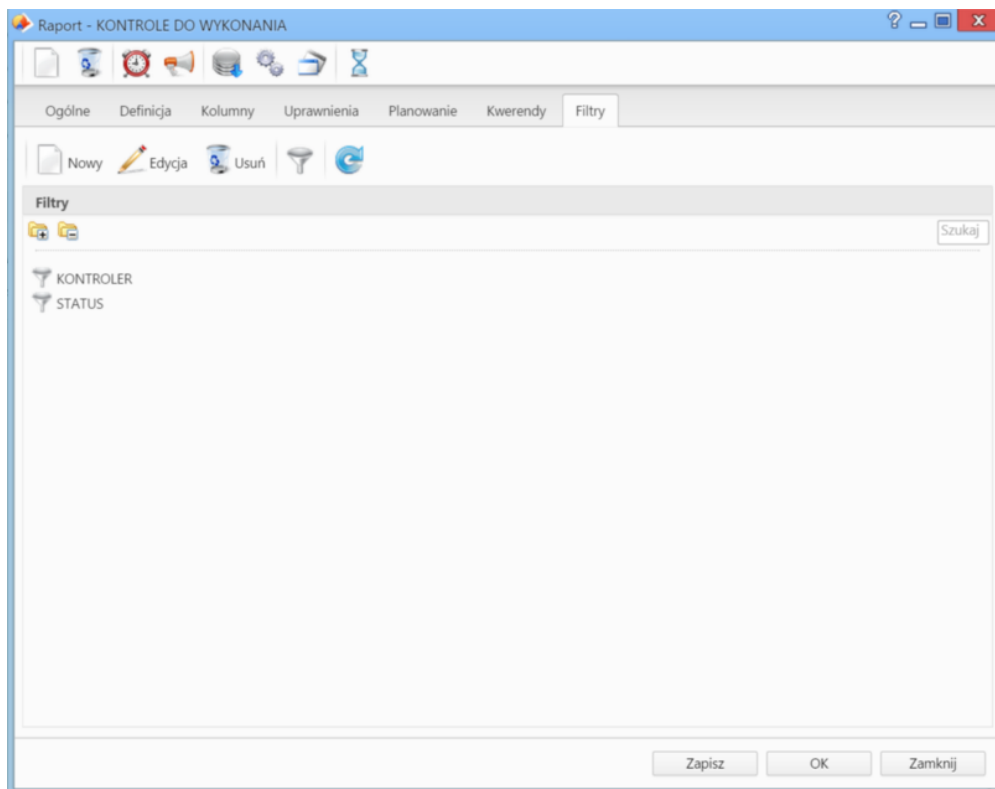 Raport - KONTROLE DO WYKONANIA
Ogólne Definicja Kolumny Uprawnienia Planowanie Kwerendy Filtry
Nowy Edycja Usuń
Filtry
Szukaj
KONTROLER
STATUS
Zapisz OK Zamknij